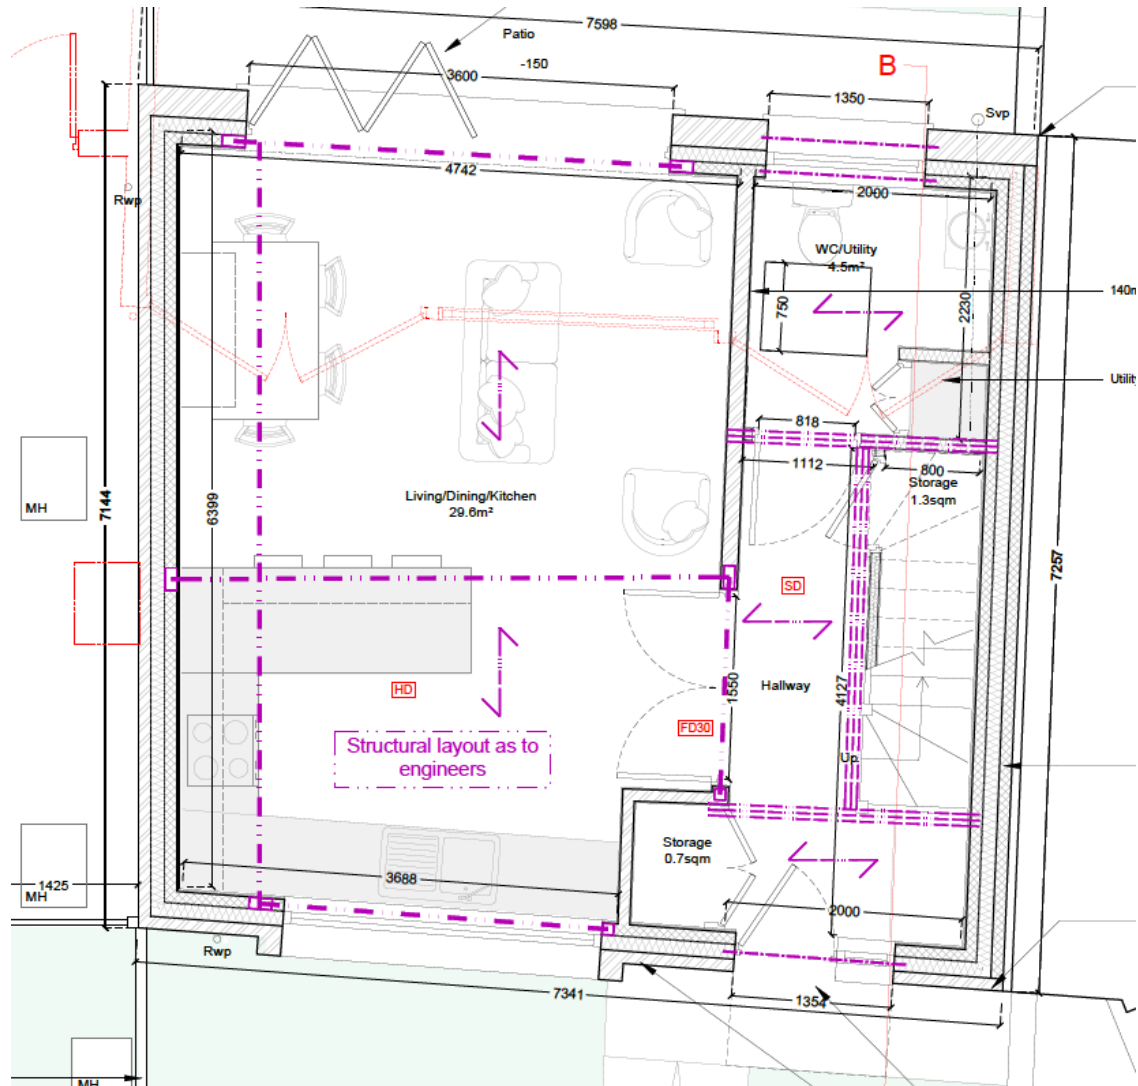 7598
Patio
-150
3600
B
1350
Svp
4742
2000
Rwp
WC/Utility
4.5m²
750
2230
140m
Utility
818
1112
800
Storage
1.3sqm
MH
7144
6399
Living/Dining/Kitchen
29.6m²
7257
SD
HD
1550
Hallway
4127
FD30
Up
Structural layout as to
engineers
Storage
0.7sqm
3688
1425
MH
2000
Rwp
7341
1354
MH